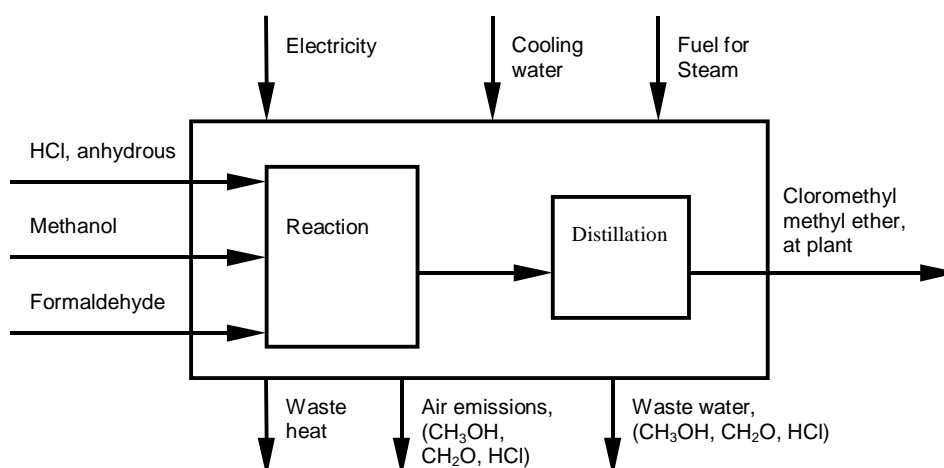 Electricity
Cooling
water
Fuel for
Steam
HCl, anhydrous
Methanol
Formaldehyde
Reaction
Distillation
Cloromethyl
methyl ether,
at plant
Waste
heat
Air emissions,
(CH₃OH,
CH₂O, HCl)
Waste water,
(CH₃OH, CH₂O, HCl)